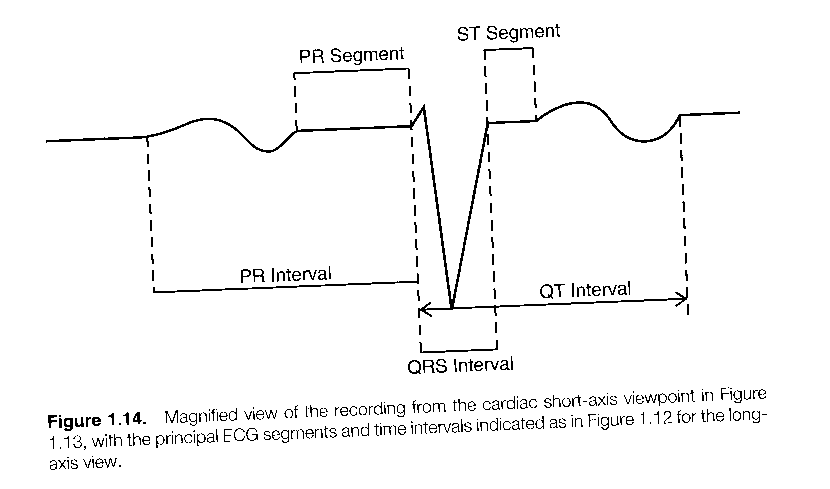 ST Segment
PR Segment
PR Interval
QT Interval
QRS Interval
Figure 1.14. Magnified view of the recording from the cardiac short-axis viewpoint in Figure
1.13, with the principal ECG segments and time intervals indicated as in Figure 1.12 for the long-
axis view.